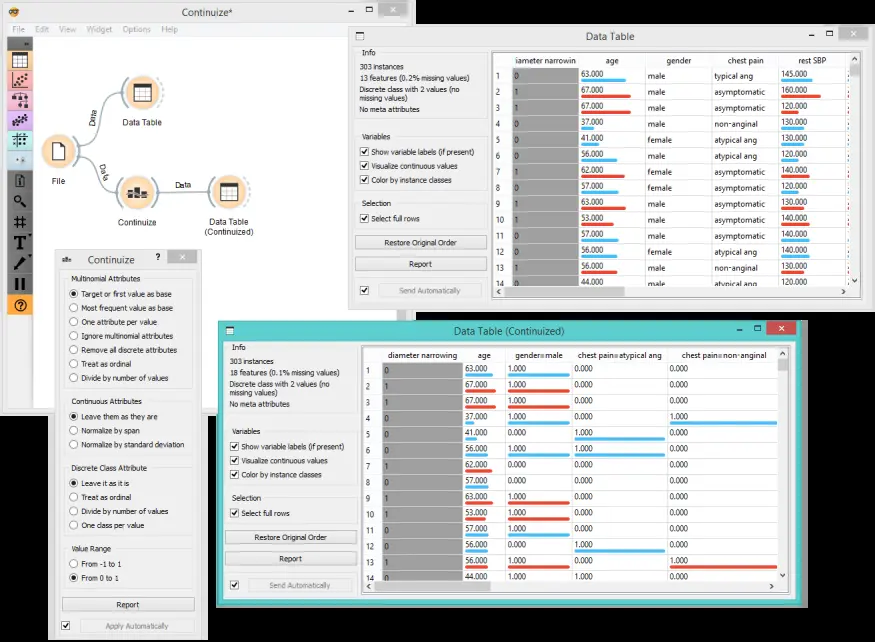 Continuize*
File Edit View Widget Options Help
Data Table
Data
File
Data
Continuize
Data
Data Table
(Continuized)
Data Table
Info
303 instances
13 features (0.2% missing values)
Discrete class with 2 values (no
missing values)
No meta attributes
Variables
Show variable labels (if present)
Visualize continuous values
Color by instance classes
Selection
Select full rows
Restore Original Order
Report
Send Automatically
iameter narrowin age gender chest pain rest SBP
1 0 63.000 male typical ang 145.000
2 1 67.000 male asymptomatic 160.000
3 1 67.000 male asymptomatic 120.000
4 0 37.000 male non-anginal 130.000
5 0 41.000 female atypical ang 130.000
6 0 56.000 male atypical ang 120.000
7 1 62.000 female asymptomatic 140.000
8 0 57.000 female asymptomatic 120.000
9 1 63.000 male asymptomatic 130.000
10 1 53.000 male asymptomatic 140.000
11 0 57.000 male asymptomatic 140.000
12 0 56.000 female atypical ang 140.000
13 1 56.000 male non-anginal 130.000
14 0 44.000 male atypical ang 120.000
Continuize ?
Multinomial Attributes
Target or first value as base
Most frequent value as base
One attribute per value
Ignore multinomial attributes
Remove all discrete attributes
Treat as ordinal
Divide by number of values
Continuous Attributes
Leave them as they are
Normalize by span
Normalize by standard deviation
Discrete Class Attribute
Leave it as it is
Treat as ordinal
Divide by number of values
One class per value
Value Range
From -1 to 1
From 0 to 1
Report
Apply Automatically
Data Table (Continuized)
Info
303 instances
18 features (0.1% missing values)
Discrete class with 2 values (no
missing values)
No meta attributes
Variables
Show variable labels (if present)
Visualize continuous values
Color by instance classes
Selection
Select full rows
Restore Original Order
Report
Send Automatically
diameter narrowing age gender=male chest pain=atypical ang chest pain=non-anginal
1 0 63.000 1.000 0.000 0.000
2 1 67.000 1.000 0.000 0.000
3 1 67.000 1.000 0.000 0.000
4 0 37.000 1.000 0.000 1.000
5 0 41.000 0.000 1.000 0.000
6 0 56.000 1.000 1.000 0.000
7 1 62.000 0.000 0.000 0.000
8 0 57.000 0.000 0.000 0.000
9 1 63.000 1.000 0.000 0.000
10 1 53.000 1.000 0.000 0.000
11 0 57.000 1.000 0.000 0.000
12 0 56.000 0.000 1.000 0.000
13 1 56.000 1.000 0.000 1.000
14 0 44.000 1.000 1.000 0.000